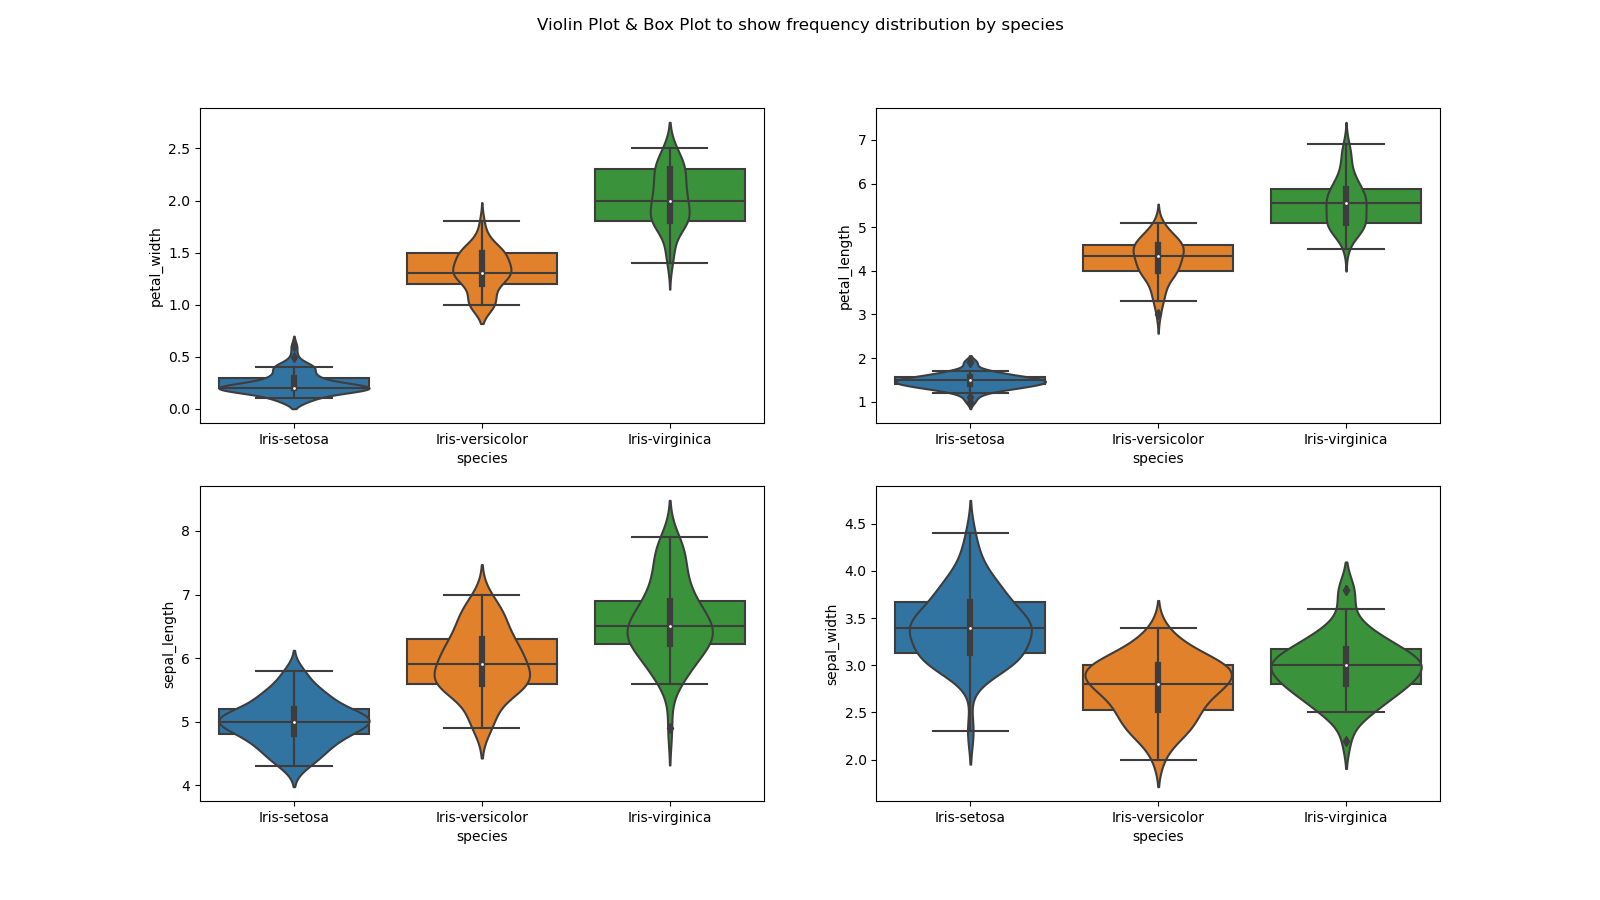 Violin Plot & Box Plot to show frequency distribution by species
petal_width
2.5
2.0
1.5
1.0
0.5
0.0
Iris-setosa Iris-versicolor Iris-virginica
species
petal_length
7
6
5
4
3
2
1
Iris-setosa Iris-versicolor Iris-virginica
species
sepal_length
8
7
6
5
4
Iris-setosa Iris-versicolor Iris-virginica
species
sepal_width
4.5
4.0
3.5
3.0
2.5
2.0
Iris-setosa Iris-versicolor Iris-virginica
species